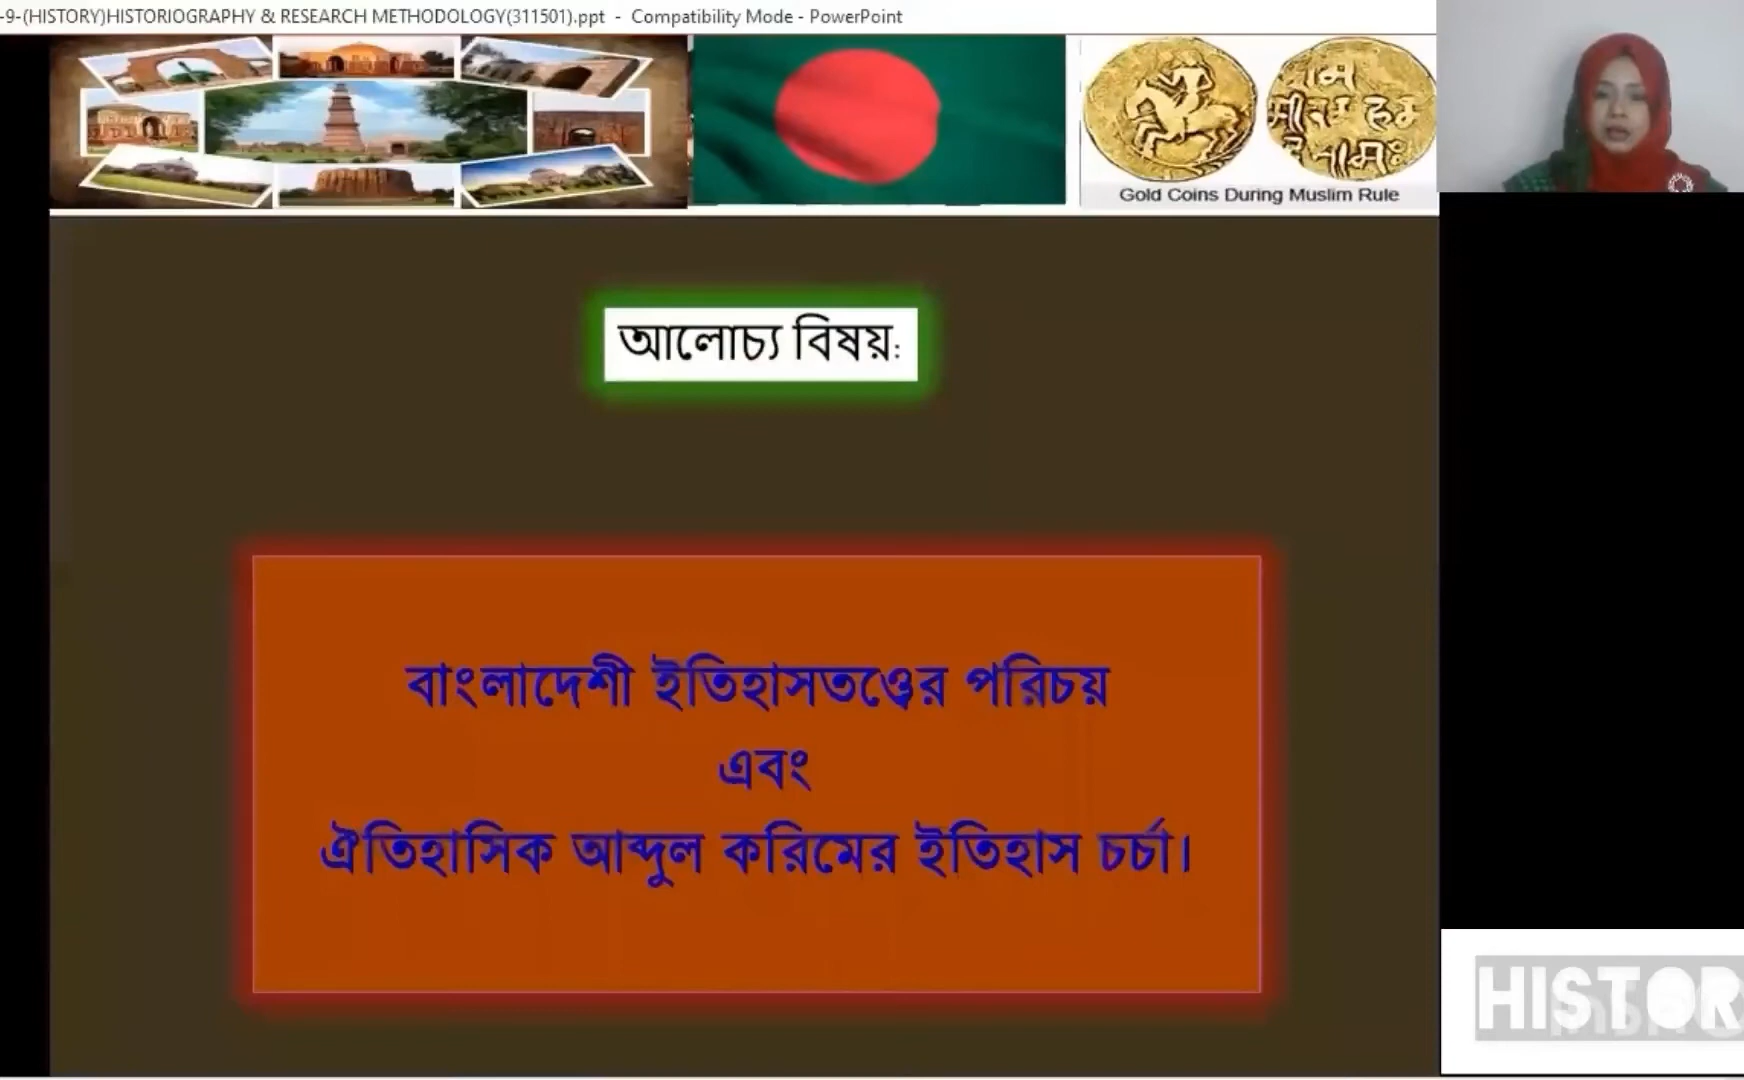 -9-(HISTORY)HISTORIOGRAPHY & RESEARCH METHODOLOGY(311501).ppt - Compatibility Mode - PowerPoint
Gold Coins During Muslim Rule
আলোচ্য বিষয়:
বাংলাদেশী ইতিহাসতত্ত্বের পরিচয়
এবং
ঐতিহাসিক আব্দুল করিমের ইতিহাস চর্চা।
HISTOR